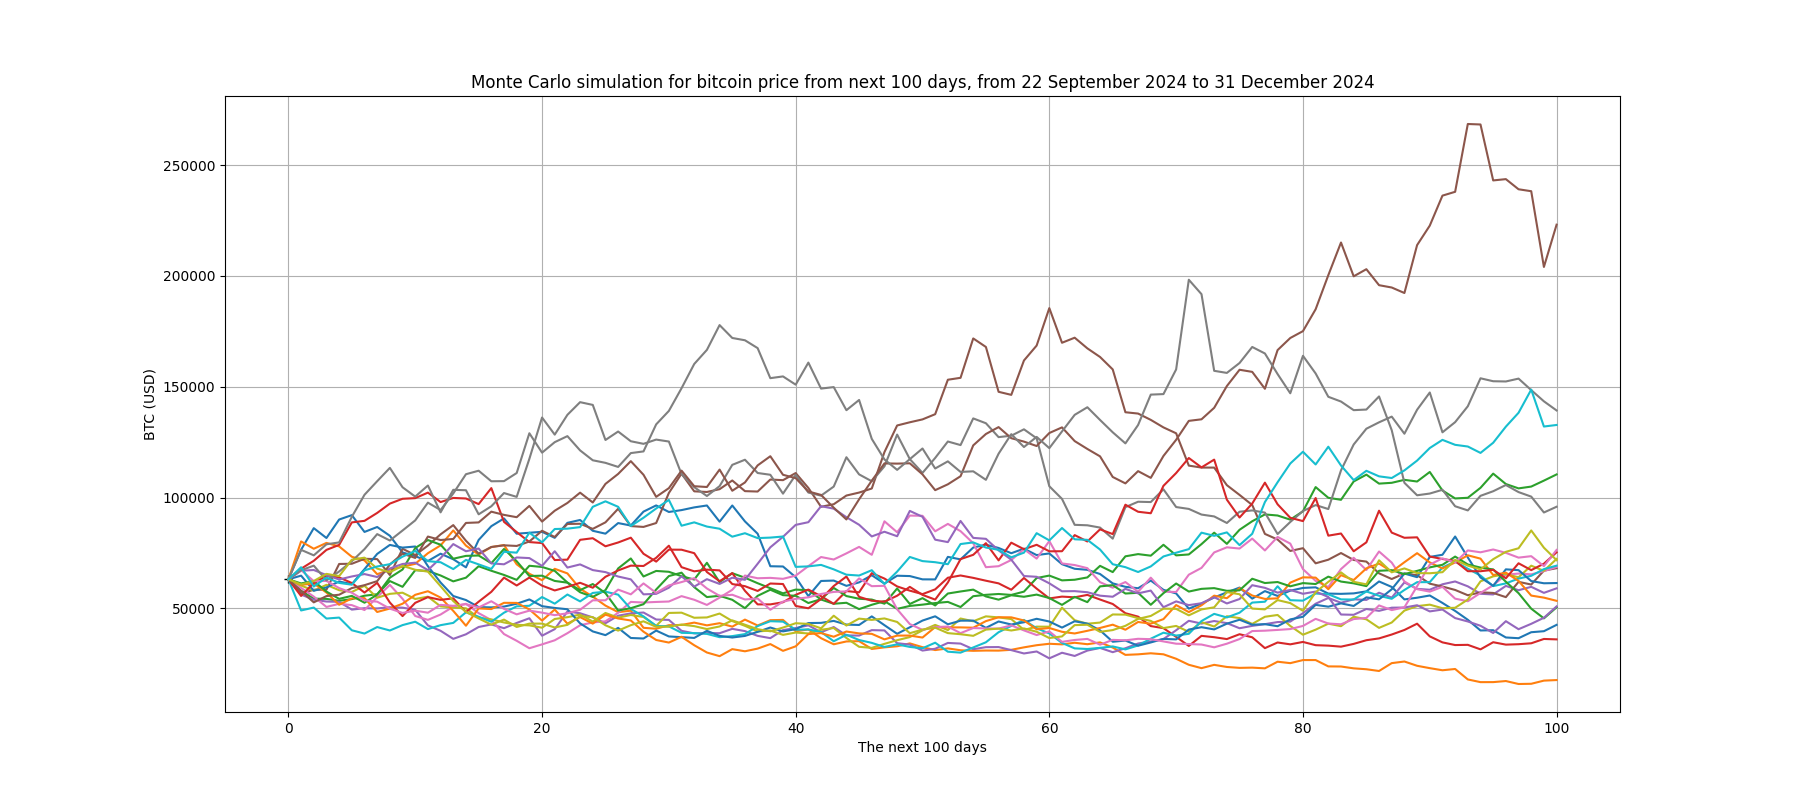 Monte Carlo simulation for bitcoin price from next 100 days, from 22 September 2024 to 31 December 2024
250000
200000
150000
100000
50000
BTC (USD)
0 20 40 60 80 100
The next 100 days